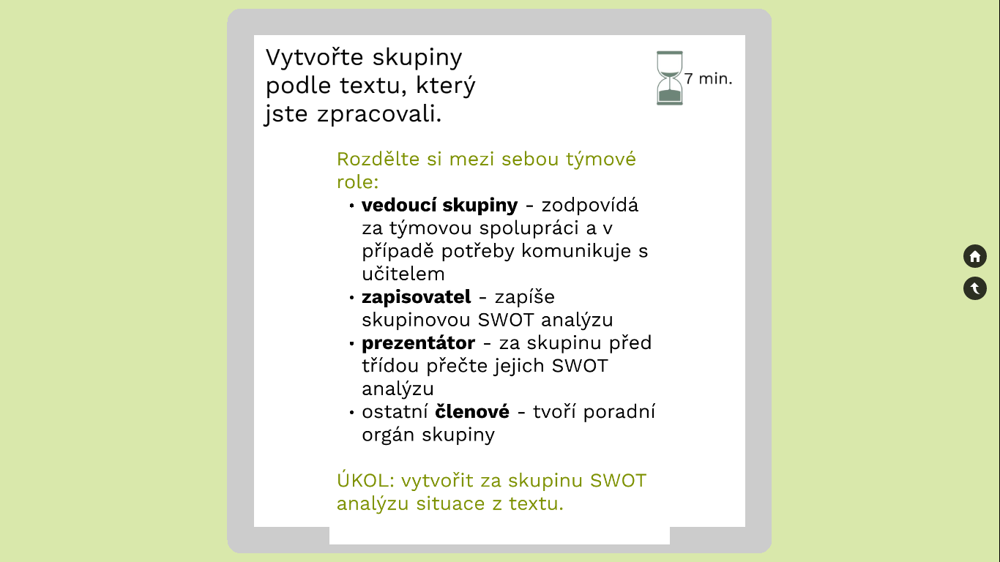 Vytvořte skupiny
podle textu, který
jste zpracovali.
7 min.
Rozdělte si mezi sebou týmové
role:
• vedoucí skupiny - zodpovídá
za týmovou spolupráci a v
případě potřeby komunikuje s
učitelem
• zapisovatel - zapíše
skupinovou SWOT analýzu
• prezentátor - za skupinu před
třídou přečte jejich SWOT
analýzu
• ostatní členové - tvoří poradní
orgán skupiny
ÚKOL: vytvořit za skupinu SWOT
analýzu situace z textu.